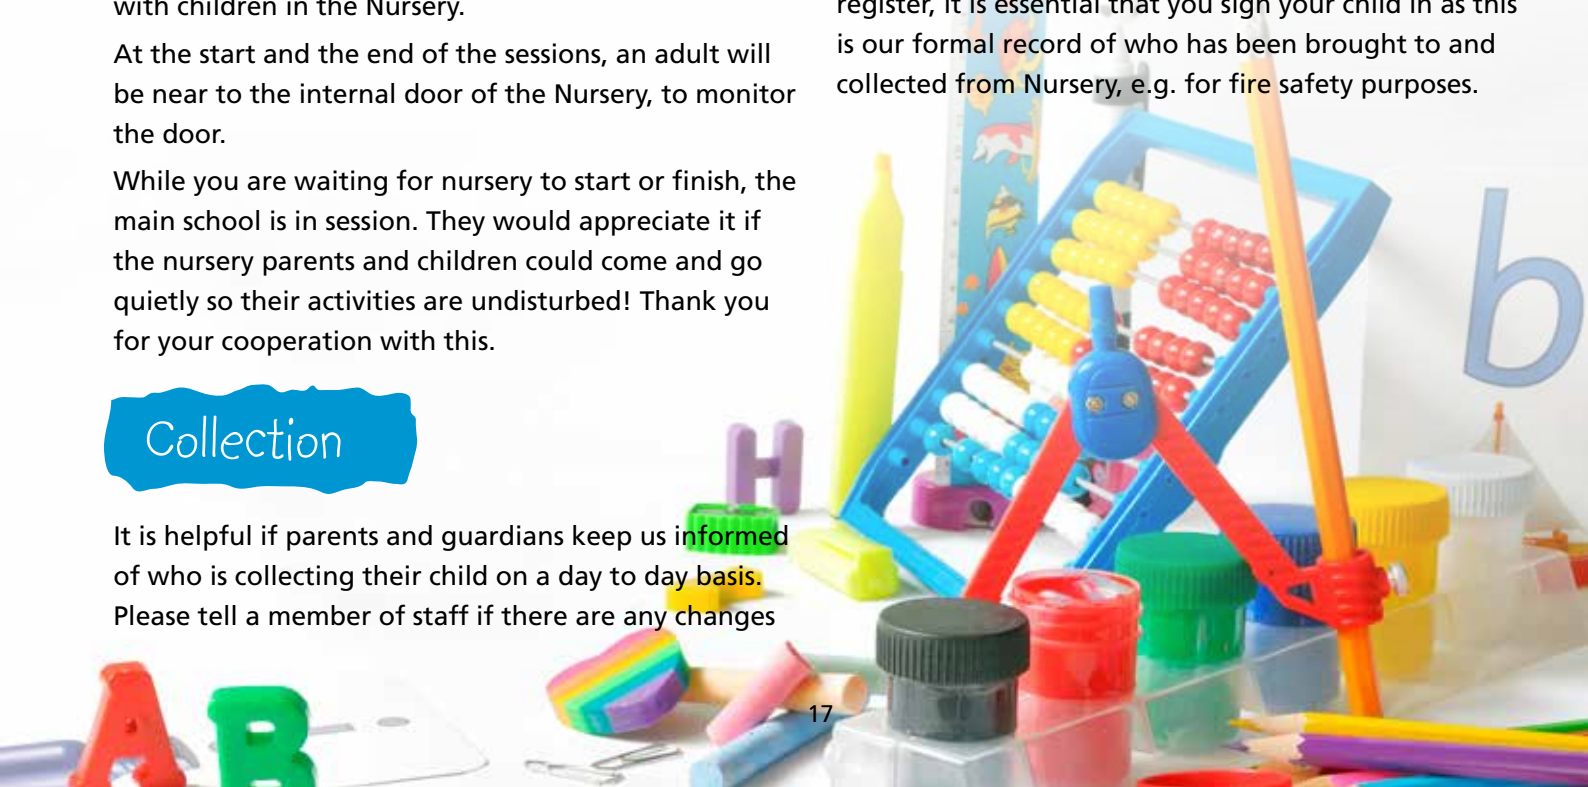 with children in the Nursery.
At the start and the end of the sessions, an adult will
be near to the internal door of the Nursery, to monitor
the door.
While you are waiting for nursery to start or finish, the
main school is in session. They would appreciate it if
the nursery parents and children could come and go
quietly so their activities are undisturbed! Thank you
for your cooperation with this.
Collection
It is helpful if parents and guardians keep us informed
of who is collecting their child on a day to day basis.
Please tell a member of staff if there are any changes
register, it is essential that you sign your child in as this
is our formal record of who has been brought to and
collected from Nursery, e.g. for fire safety purposes.
b
H
A
B
17